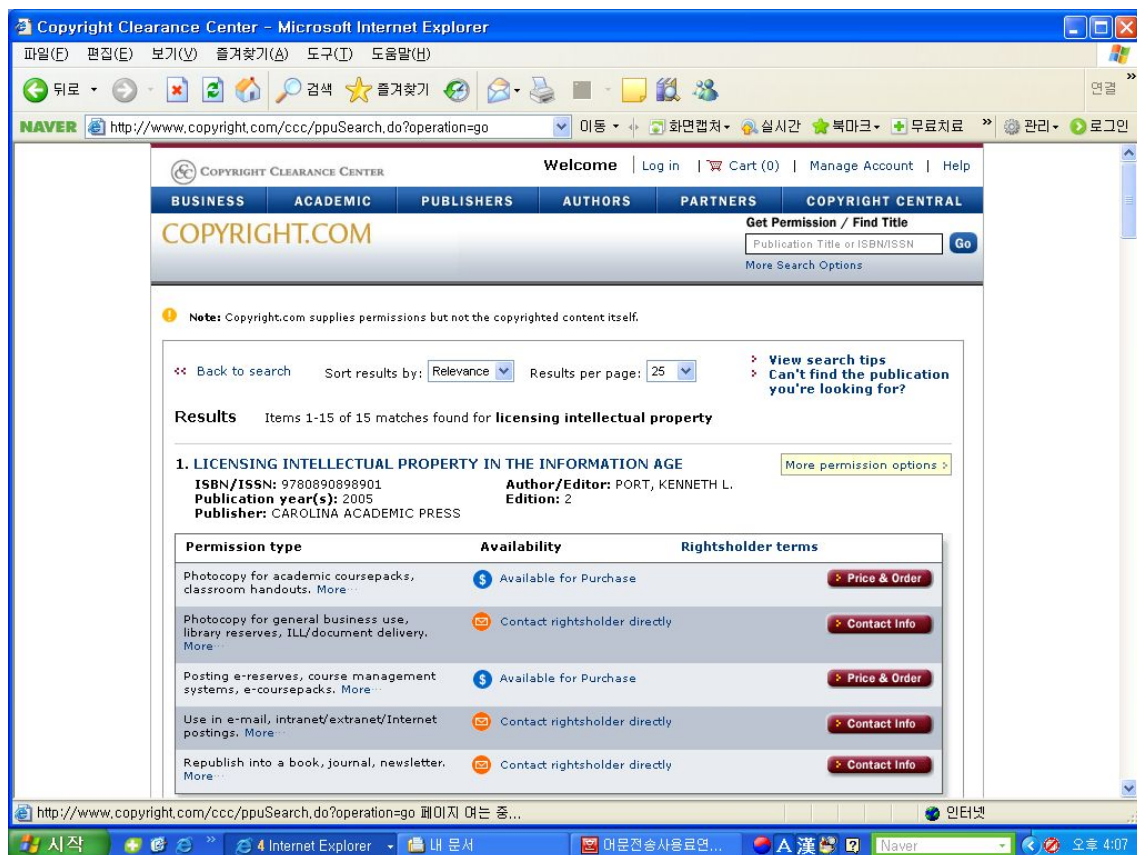 Copyright Clearance Center - Microsoft Internet Explorer
파일(F) 편집(E) 보기(V) 즐겨찾기(A) 도구(T) 도움말(H)
뒤로 검색 즐겨찾기 연결 »
NAVER http://www.copyright.com/ccc/ppuSearch.do?operation=go 이동 화면캡처 실시간 북마크 무료치료 » 관리 로그인
CC COPYRIGHT CLEARANCE CENTER Welcome | Log in | Cart (0) | Manage Account | Help
BUSINESS ACADEMIC PUBLISHERS AUTHORS PARTNERS COPYRIGHT CENTRAL
COPYRIGHT.COM
Get Permission / Find Title
Publication Title or ISBN/ISSN Go
More Search Options
Note: Copyright.com supplies permissions but not the copyrighted content itself.
<< Back to search Sort results by: Relevance Results per page: 25
> View search tips
> Can't find the publication
you're looking for?
Results Items 1-15 of 15 matches found for licensing intellectual property
1. LICENSING INTELLECTUAL PROPERTY IN THE INFORMATION AGE More permission options >
ISBN/ISSN: 9780890898901 Author/Editor: PORT, KENNETH L.
Publication year(s): 2005 Edition: 2
Publisher: CAROLINA ACADEMIC PRESS
Permission type Availability Rightsholder terms
Photocopy for academic coursepacks,
classroom handouts. More... $ Available for Purchase > Price & Order
Photocopy for general business use,
library reserves, ILL/document delivery.
More... Contact rightsholder directly > Contact Info
Posting e-reserves, course management
systems, e-coursepacks. More... $ Available for Purchase > Price & Order
Use in e-mail, intranet/extranet/Internet
postings. More... Contact rightsholder directly > Contact Info
Republish into a book, journal, newsletter.
More... Contact rightsholder directly > Contact Info
http://www.copyright.com/ccc/ppuSearch.do?operation=go 페이지 여는 중... 인터넷
시작 » 4 Internet Explorer 내 문서 어문전송사용료연... A 漢 ? Naver 오후 4:07